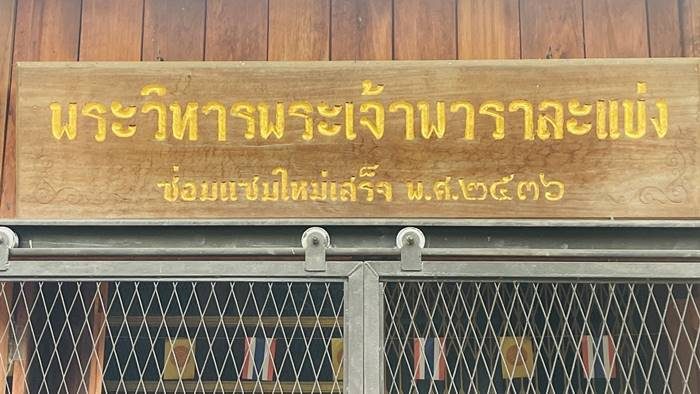 พระวิหารพระเจ้าพาราละแข่ง
ซ่อมแซมใหม่เสร็จ พ.ศ.๒๕๓๖